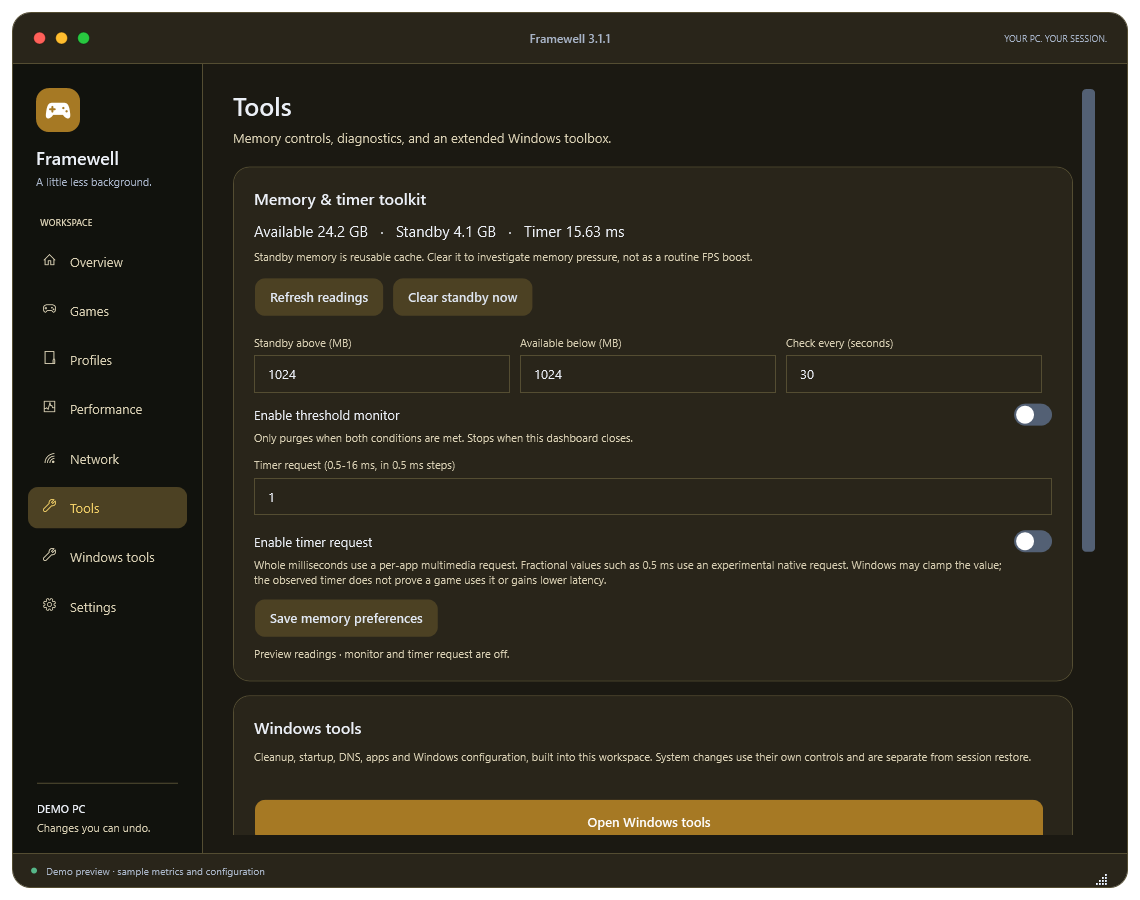 Framewell 3.1.1
YOUR PC. YOUR SESSION.
Framewell
A little less background.
WORKSPACE
Overview
Games
Profiles
Performance
Network
Tools
Windows tools
Settings
DEMO PC
Changes you can undo.
Tools
Memory controls, diagnostics, and an extended Windows toolbox.
Memory & timer toolkit
Available 24.2 GB · Standby 4.1 GB · Timer 15.63 ms
Standby memory is reusable cache. Clear it to investigate memory pressure, not as a routine FPS boost.
Refresh readings Clear standby now
Standby above (MB) Available below (MB) Check every (seconds)
1024 1024 30
Enable threshold monitor
Only purges when both conditions are met. Stops when this dashboard closes.
Timer request (0.5-16 ms, in 0.5 ms steps)
1
Enable timer request
Whole milliseconds use a per-app multimedia request. Fractional values such as 0.5 ms use an experimental native request. Windows may clamp the value;
the observed timer does not prove a game uses it or gains lower latency.
Save memory preferences
Preview readings · monitor and timer request are off.
Windows tools
Cleanup, startup, DNS, apps and Windows configuration, built into this workspace. System changes use their own controls and are separate from session restore.
Open Windows tools
Demo preview · sample metrics and configuration